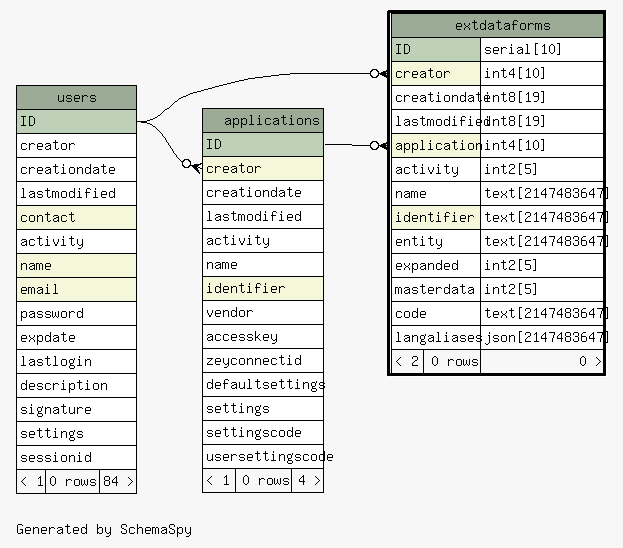 extdataforms
ID serial[10]
creator int4[10]
creationdate int8[19]
lastmodified int8[19]
application int4[10]
activity int2[5]
name text[2147483647]
identifier text[2147483647]
entity text[2147483647]
expanded int2[5]
masterdata int2[5]
code text[2147483647]
langaliases json[2147483647]
< 2 0 rows 0 >
users
ID
creator
creationdate
lastmodified
contact
activity
name
email
password
expdate
lastlogin
description
signature
settings
sessionid
< 1 0 rows 84 >
applications
ID
creator
creationdate
lastmodified
activity
name
identifier
vendor
accesskey
zeyconnectid
defaultsettings
settings
settingscode
usersettingscode
< 1 0 rows 4 >
Generated by SchemaSpy